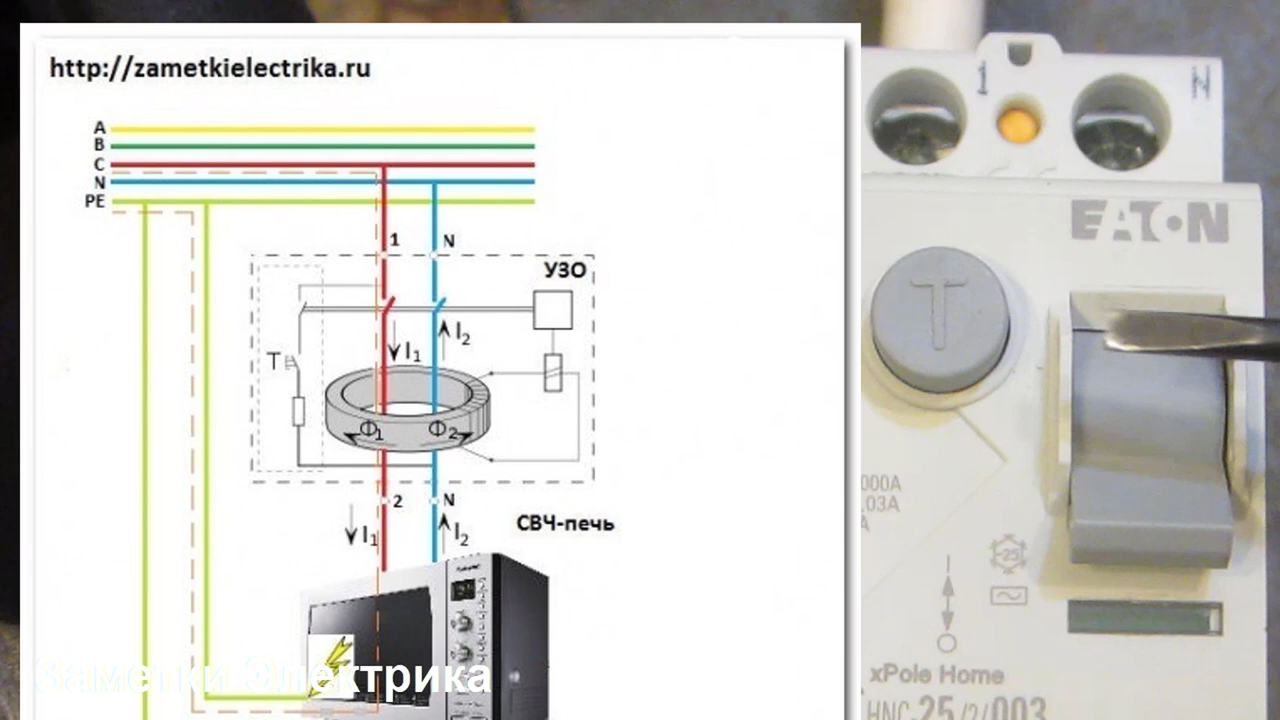 http://zametkielectrika.ru
A
B
C
N
PE
1
N
УЗО
I1
I2
T
Ф1
Ф2
2
N
СВЧ-печь
I1
I2
Заметки Электрика
1
N
EATON
T
000A
.03A
A
-25
xPole Home
HNC-25/2/003